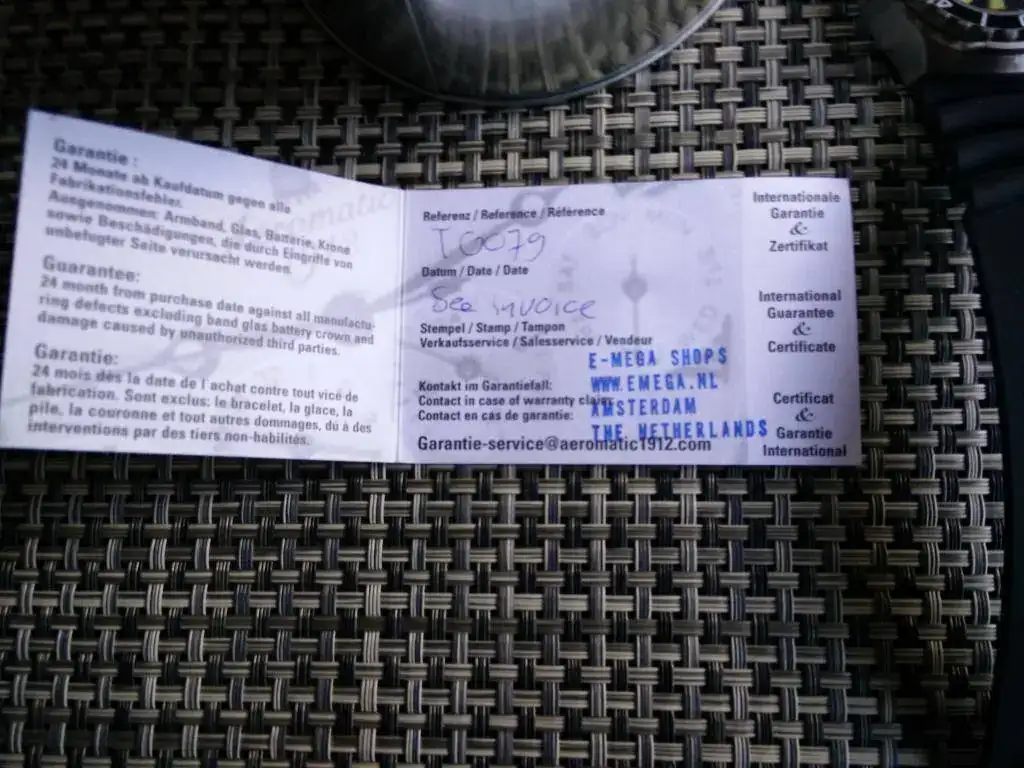 Garantie :
24 Monate ab Kaufdatum gegen alle
Fabrikationsfehler.
Ausgenommen: Armband, Glas, Batterie, Krone
sowie Beschädigungen, die durch Eingriffe von
unbefugter Seite verursacht werden.
Guarantee:
24 month from purchase date against all manufactu-
ring defects excluding band glas battery crown and
damage caused by unauthorized third parties.
Garantie:
24 mois dès la date de l'achat contre tout vice de
fabrication. Sont exclus: le bracelet, la glace, la
pile, la couronne et tout autres dommages, dû à des
interventions par des tiers non-habilités.
Referenz / Reference / Référence
T0079
Datum / Date / Date
See invoice
Stempel / Stamp / Tampon
Verkaufsservice / Salesservice / Vendeur
E-MEGA SHOPS
WWW.EMEGA.NL
AMSTERDAM
THE NETHERLANDS
Kontakt im Garantiefall:
Contact in case of warranty claim:
Contact en cas de garantie:
Garantie-service@aeromatic1912.com
Internationale
Garantie
&
Zertifikat
International
Guarantee
&
Certificate
Certificat
&
Garantie
International